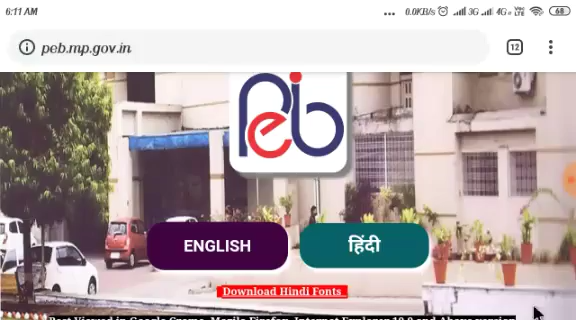 6:11 AM ... 0.0KB/s 3G 4G VoLTE 68
peb.mp.gov.in 12
Peb
ENGLISH हिंदी
Download Hindi Fonts
Best Viewed in Google Crome, Mozila Firefox, Internet Explorer 10.0 and Above version